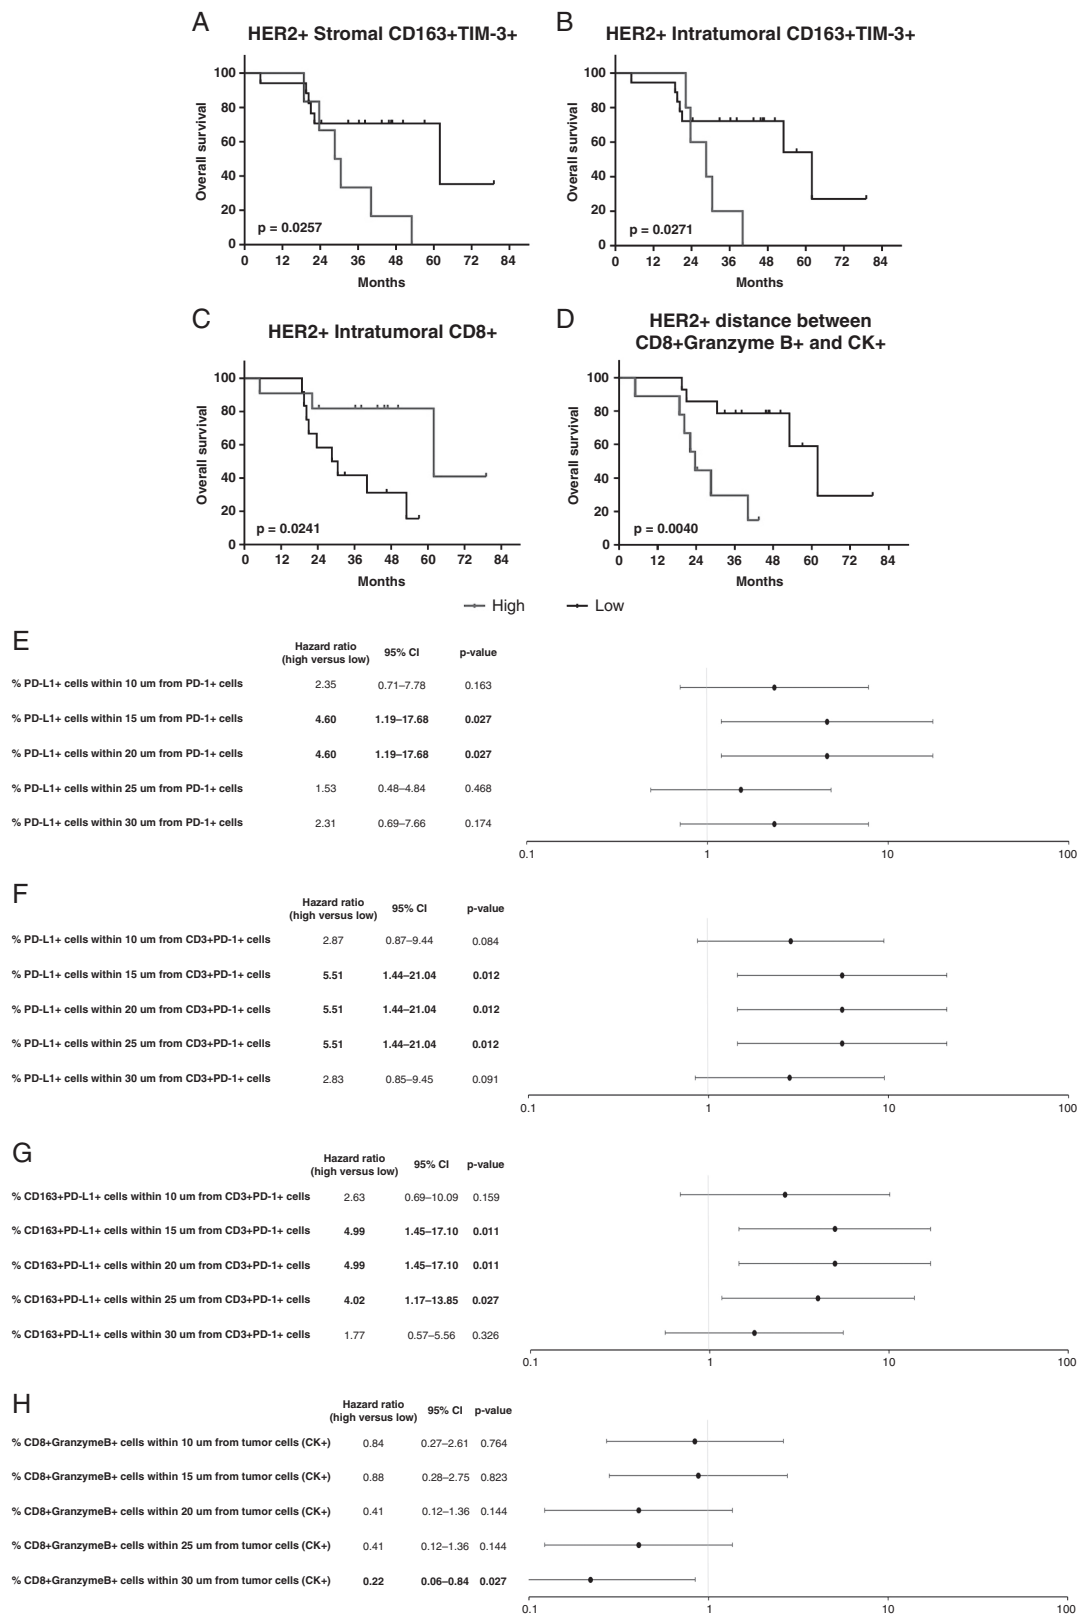 A
HER2+ Stromal CD163+TIM-3+
Overall survival
100
80
60
40
20
0
p = 0.0257
0 12 24 36 48 60 72 84
Months
B
HER2+ Intratumoral CD163+TIM-3+
Overall survival
100
80
60
40
20
0
p = 0.0271
0 12 24 36 48 60 72 84
Months
C
HER2+ Intratumoral CD8+
Overall survival
100
80
60
40
20
0
p = 0.0241
0 12 24 36 48 60 72 84
Months
D
HER2+ distance between
CD8+Granzyme B+ and CK+
Overall survival
100
80
60
40
20
0
p = 0.0040
0 12 24 36 48 60 72 84
Months
High Low
E
Hazard ratio
(high versus low) 95% CI p-value
% PD-L1+ cells within 10 um from PD-1+ cells 2.35 0.71–7.78 0.163
% PD-L1+ cells within 15 um from PD-1+ cells 4.60 1.19–17.68 0.027
% PD-L1+ cells within 20 um from PD-1+ cells 4.60 1.19–17.68 0.027
% PD-L1+ cells within 25 um from PD-1+ cells 1.53 0.48–4.84 0.468
% PD-L1+ cells within 30 um from PD-1+ cells 2.31 0.69–7.66 0.174
0.1 1 10 100
F
Hazard ratio
(high versus low) 95% CI p-value
% PD-L1+ cells within 10 um from CD3+PD-1+ cells 2.87 0.87–9.44 0.084
% PD-L1+ cells within 15 um from CD3+PD-1+ cells 5.51 1.44–21.04 0.012
% PD-L1+ cells within 20 um from CD3+PD-1+ cells 5.51 1.44–21.04 0.012
% PD-L1+ cells within 25 um from CD3+PD-1+ cells 5.51 1.44–21.04 0.012
% PD-L1+ cells within 30 um from CD3+PD-1+ cells 2.83 0.85–9.45 0.091
0.1 1 10 100
G
Hazard ratio
(high versus low) 95% CI p-value
% CD163+PD-L1+ cells within 10 um from CD3+PD-1+ cells 2.63 0.69–10.09 0.159
% CD163+PD-L1+ cells within 15 um from CD3+PD-1+ cells 4.99 1.45–17.10 0.011
% CD163+PD-L1+ cells within 20 um from CD3+PD-1+ cells 4.99 1.45–17.10 0.011
% CD163+PD-L1+ cells within 25 um from CD3+PD-1+ cells 4.02 1.17–13.85 0.027
% CD163+PD-L1+ cells within 30 um from CD3+PD-1+ cells 1.77 0.57–5.56 0.326
0.1 1 10 100
H
Hazard ratio
(high versus low) 95% CI p-value
% CD8+GranzymeB+ cells within 10 um from tumor cells (CK+) 0.84 0.27–2.61 0.764
% CD8+GranzymeB+ cells within 15 um from tumor cells (CK+) 0.88 0.28–2.75 0.823
% CD8+GranzymeB+ cells within 20 um from tumor cells (CK+) 0.41 0.12–1.36 0.144
% CD8+GranzymeB+ cells within 25 um from tumor cells (CK+) 0.41 0.12–1.36 0.144
% CD8+GranzymeB+ cells within 30 um from tumor cells (CK+) 0.22 0.06–0.84 0.027
0.1 1 10 100